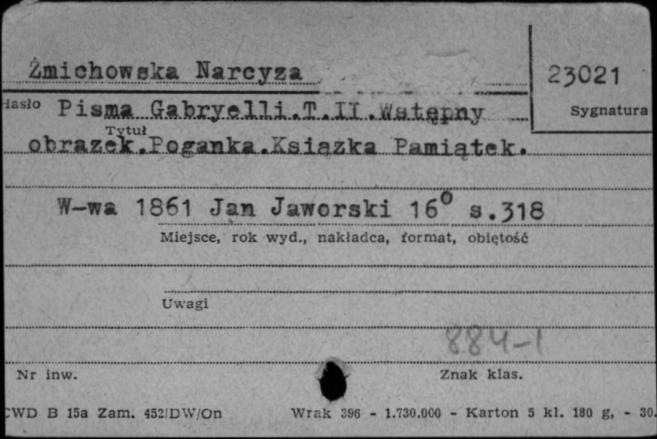 Żmichowska Narcyza
23021
Hasło Pisma Gabryelli.T.II.Wstępny
Sygnatura
Tytuł
obrazek.Poganka.Książka Pamiątek.
W-wa 1861 Jan Jaworski 16° s.318
Miejsce, rok wyd., nakładca, format, objętość
Uwagi
884-1
Nr inw.
Znak klas.
CWD B 15a Zam. 452/DW/On Wrak 396 - 1.730.000 - Karton 5 kl. 180 g, - 30.